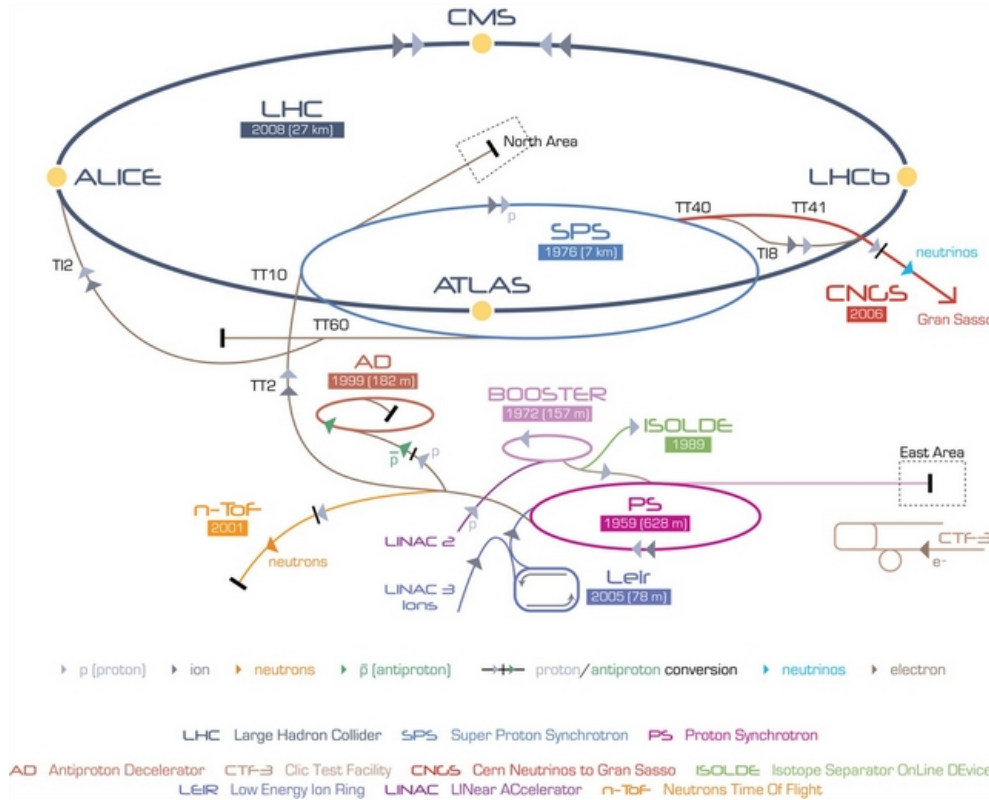 CMS
LHC
2008 (27 km)
North Area
ALICE
LHCb
TT40
TT41
p
SPS
1976 (7 km)
TI8
TI2
TT10
neutrinos
ATLAS
CNGS
2006
Gran Sasso
TT60
AD
1999 (182 m)
TT2
BOOSTER
1972 (157 m)
ISOLDE
1989
p̄
p
East Area
n-ToF
2001
PS
1959 (628 m)
p
LINAC 2
neutrons
CTF-3
e-
LINAC 3
Ions
Leir
2005 (78 m)
p (proton) ion neutrons p̄ (antiproton) proton/antiproton conversion neutrinos electron
LHC Large Hadron Collider SPS Super Proton Synchrotron PS Proton Synchrotron
AD Antiproton Decelerator CTF-3 Clic Test Facility CNGS Cern Neutrinos to Gran Sasso ISOLDE Isotope Separator OnLine DEvice
LEIR Low Energy Ion Ring LINAC LINear ACcelerator n-ToF Neutrons Time Of Flight